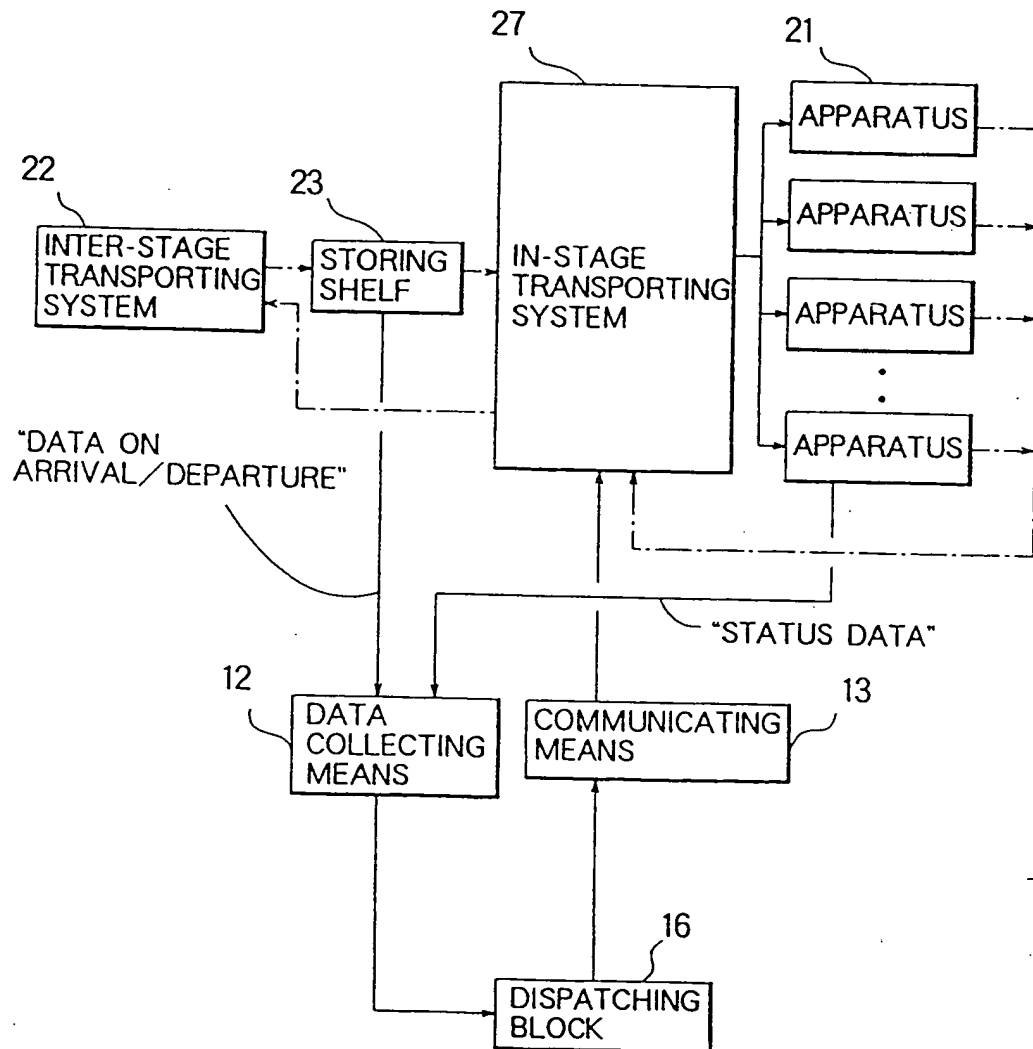 27
21
APPARATUS
22
23
APPARATUS
INTER-STAGE
TRANSPORTING
SYSTEM
STORING
SHELF
IN-STAGE
TRANSPORTING
SYSTEM
APPARATUS
APPARATUS
"DATA ON
ARRIVAL/DEPARTURE"
"STATUS DATA"
12
DATA
COLLECTING
MEANS
COMMUNICATING
MEANS
13
16
DISPATCHING
BLOCK